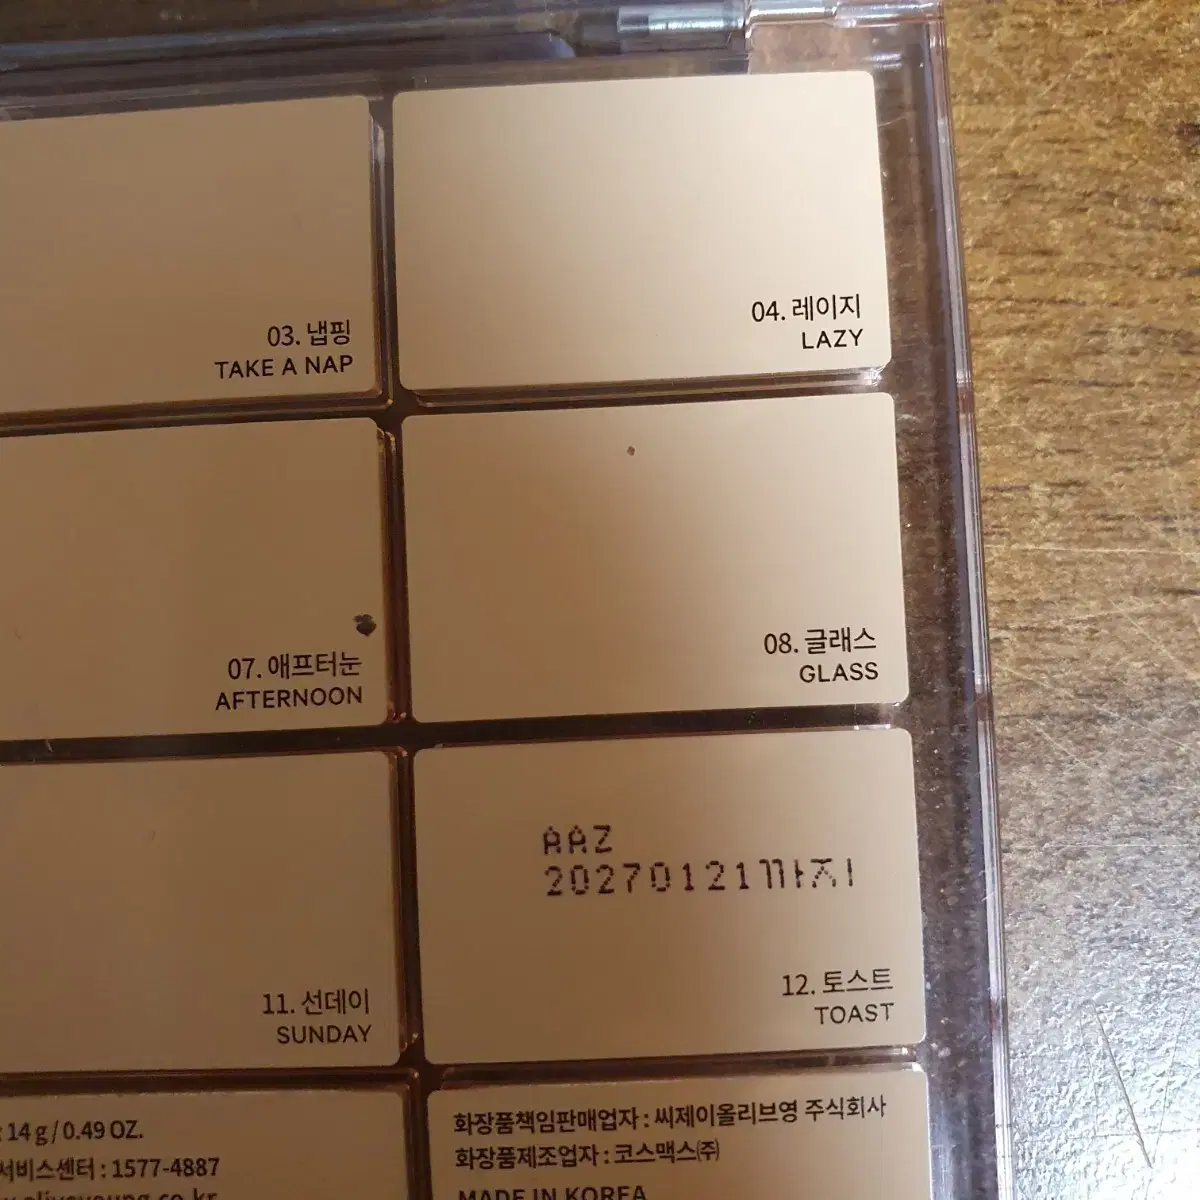 03. 냅핑
TAKE A NAP
04. 레이지
LAZY
07. 애프터눈
AFTERNOON
08. 글래스
GLASS
11. 선데이
SUNDAY
AAZ
20270121까지
12. 토스트
TOAST
14 g / 0.49 OZ.
서비스센터 : 1577-4887
화장품책임판매업자 : 씨제이올리브영 주식회사
화장품제조업자 : 코스맥스㈜
MADE IN KOREA